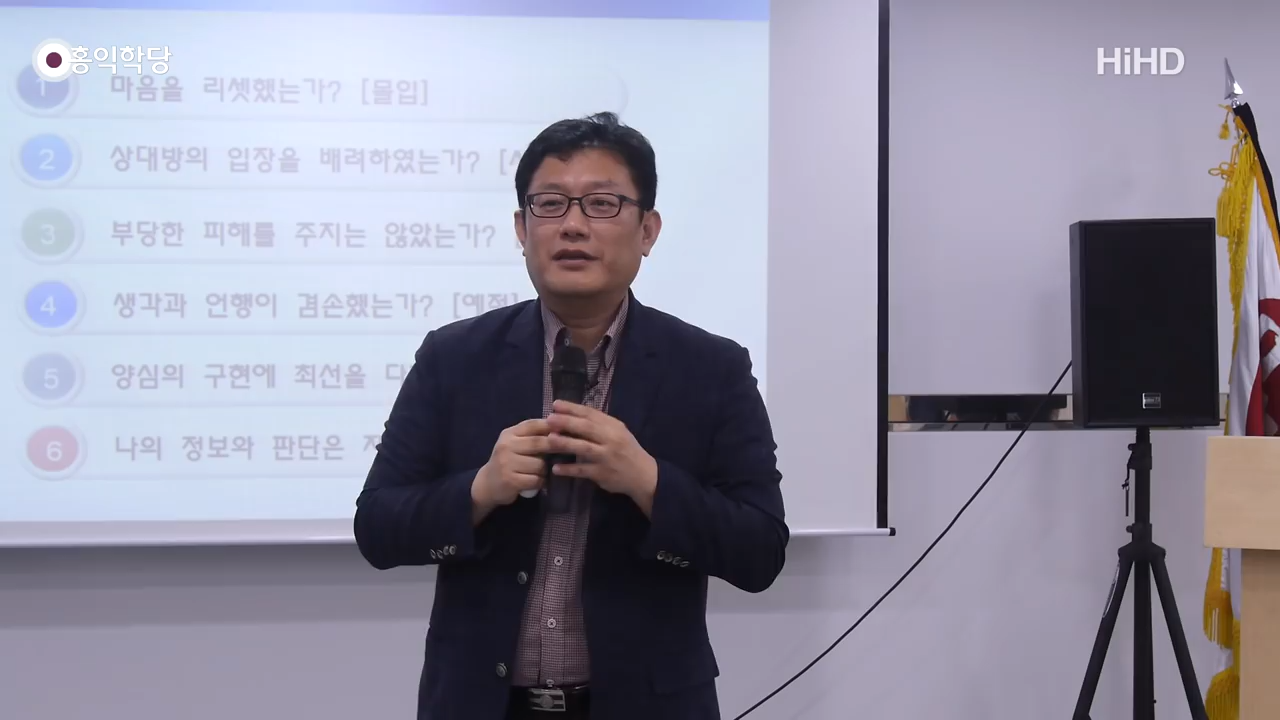 홍익학당
HiHD
1 마음을 리셋했는가? [몰입]
2 상대방의 입장을 배려하였는가?
3 부당한 피해를 주지는 않았는가?
4 생각과 언행이 겸손했는가? [예절]
5 양심의 구현에 최선을
6 나의 정보와 판단은